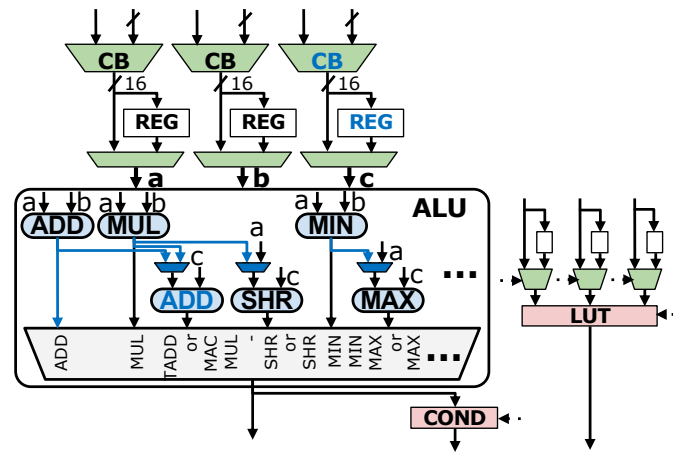 CB CB CB
16 16 16
REG REG REG
a b c
ALU
a b a b a b
ADD MUL MIN
a a
c c c
ADD SHR MAX
...
ADD
MUL
TADD
or
MAC
MUL
-
SHR
or
SHR
MIN
MIN
MAX
or
MAX
...
LUT
COND